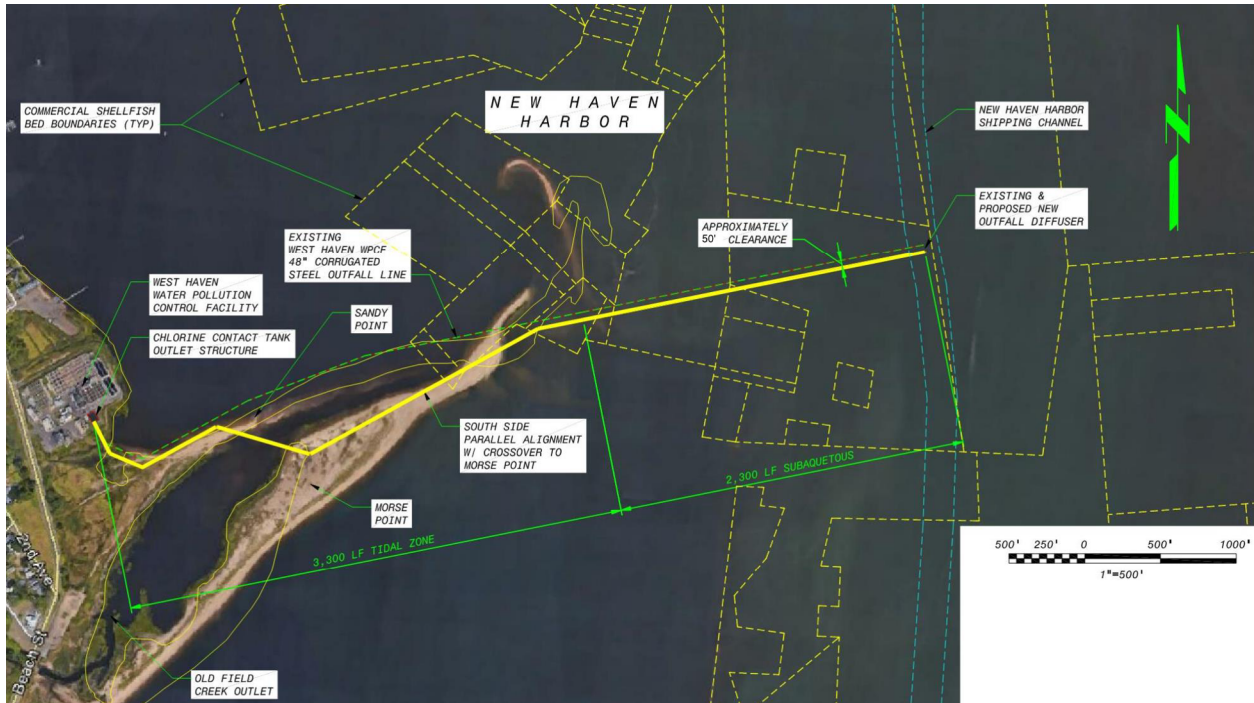 COMMERCIAL SHELLFISH
BED BOUNDARIES (TYP)
NEW HAVEN
HARBOR
NEW HAVEN HARBOR
SHIPPING CHANNEL
N
EXISTING &
PROPOSED NEW
OUTFALL DIFFUSER
APPROXIMATELY
50' CLEARANCE
EXISTING
WEST HAVEN WPCF
48" CORRUGATED
STEEL OUTFALL LINE
WEST HAVEN
WATER POLLUTION
CONTROL FACILITY
SANDY
POINT
CHLORINE CONTACT TANK
OUTLET STRUCTURE
SOUTH SIDE
PARALLEL ALIGNMENT
W/ CROSSOVER TO
MORSE POINT
MORSE
POINT
2,300 LF SUBAQUETOUS
3,300 LF TIDAL ZONE
2nd Ave
Beach St
OLD FIELD
CREEK OUTLET
500' 250' 0 500' 1000'
1"=500'